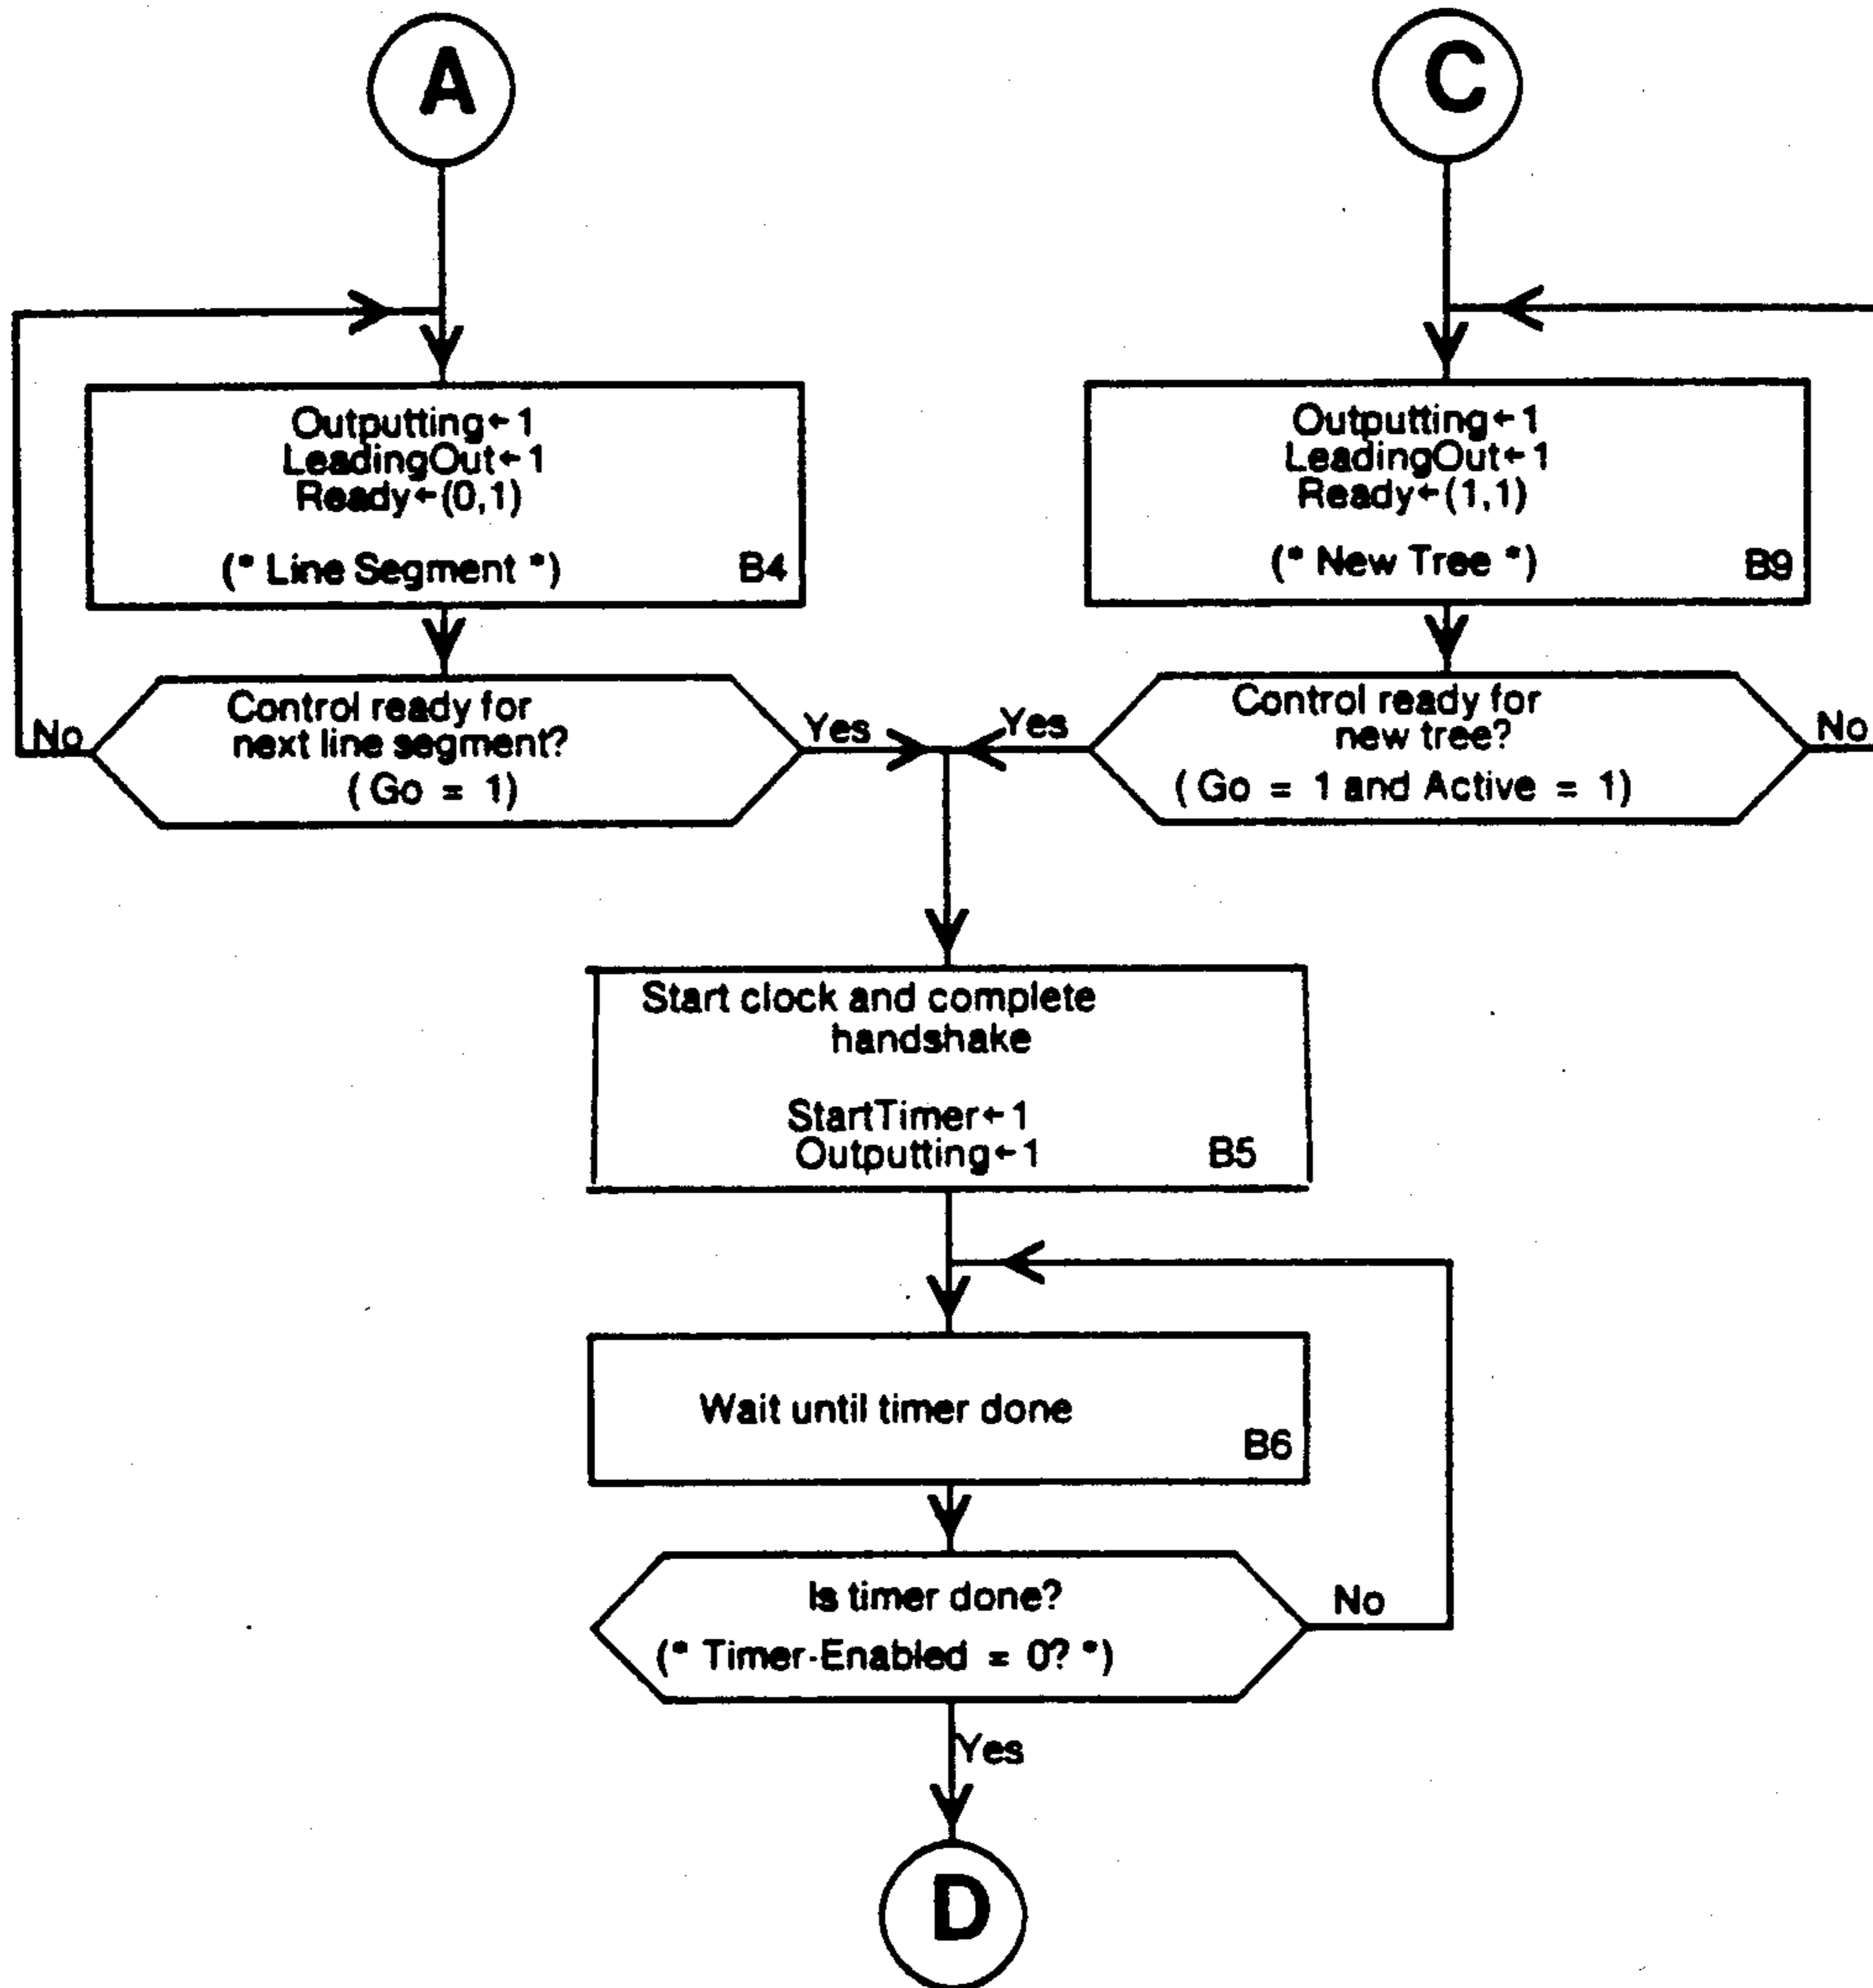 A
C
Outputting←1
LeadingOut←1
Ready←(0,1)
(* Line Segment *)
B4
Outputting←1
LeadingOut←1
Ready←(1,1)
(* New Tree *)
B9
Control ready for
next line segment?
(Go = 1)
No
Yes
Control ready for
new tree?
(Go = 1 and Active = 1)
Yes
No
Start clock and complete
handshake
StartTimer←1
Outputting←1
B5
Wait until timer done
B6
Is timer done?
(* Timer-Enabled = 0? *)
No
Yes
D